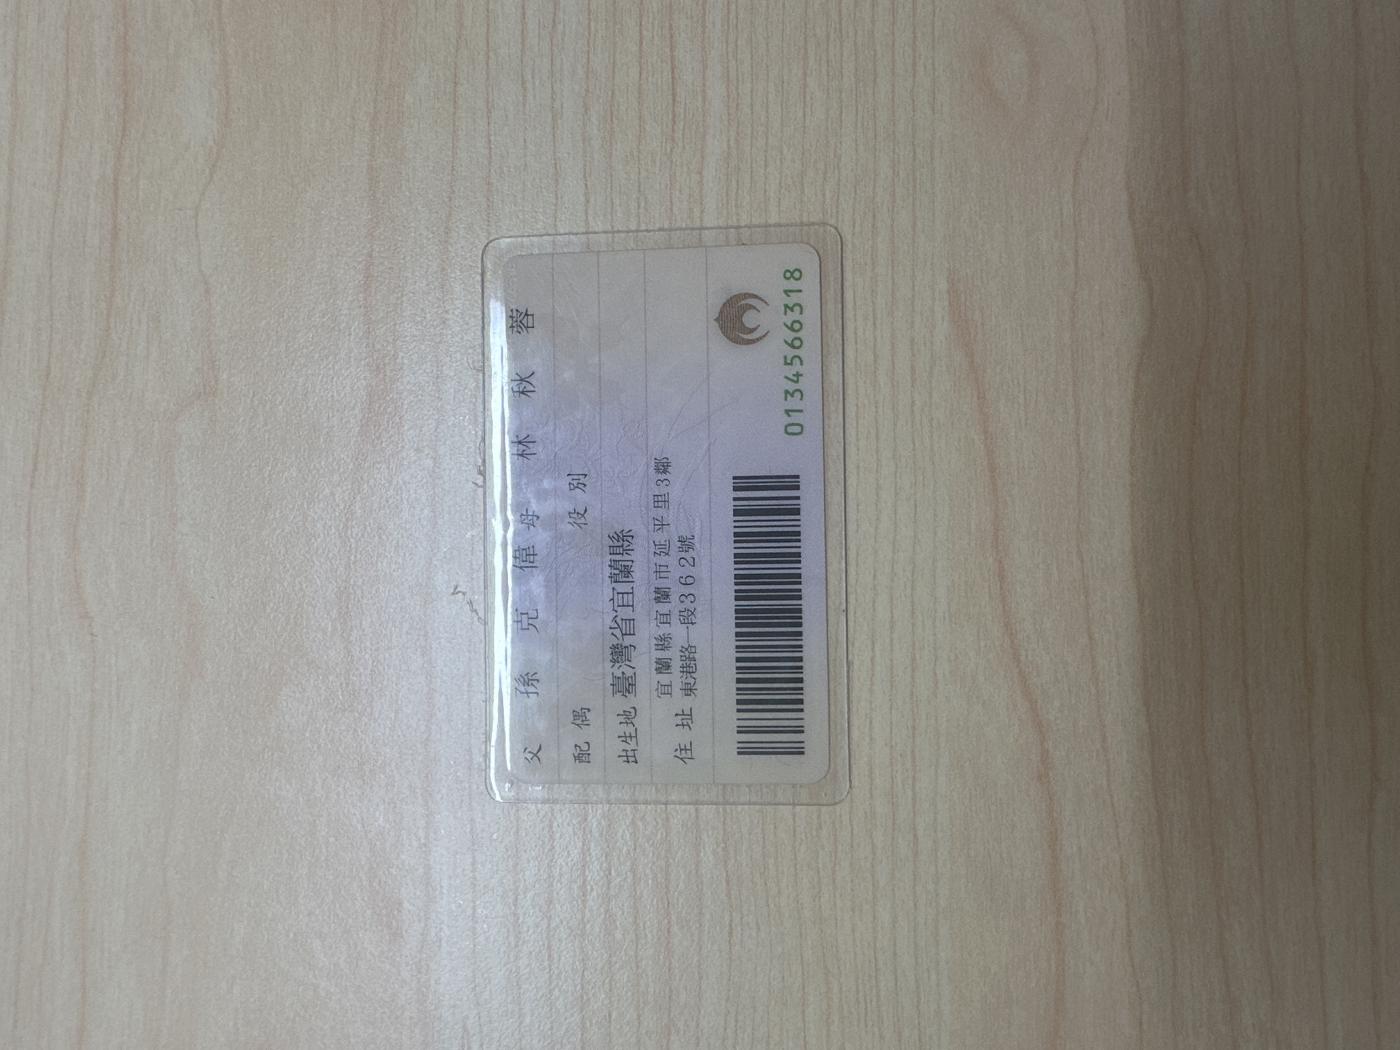 父 孫克偉 母 林秋蓉
配偶 役別
出生地 臺灣省宜蘭縣
住址 宜蘭縣宜蘭市延平里3鄰
東港路一段362號
0134566318